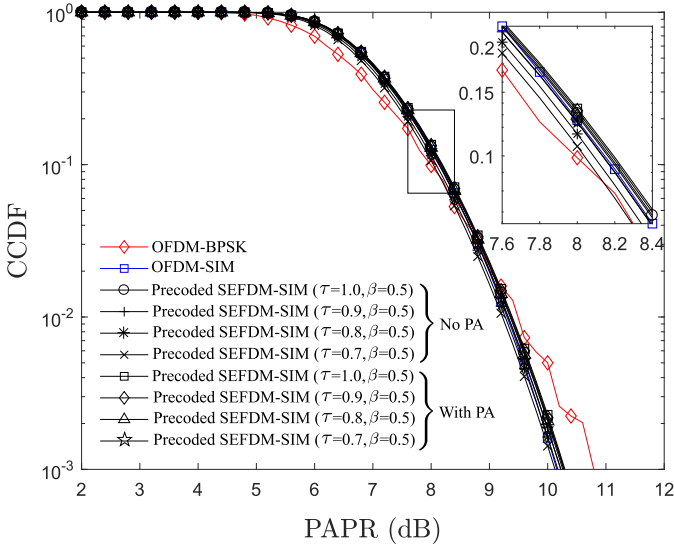 10⁰
10⁻¹
10⁻²
10⁻³
CCDF
2 3 4 5 6 7 8 9 10 11 12
PAPR (dB)
OFDM-BPSK
OFDM-SIM
Precoded SEFDM-SIM (τ=1.0,β=0.5)
Precoded SEFDM-SIM (τ=0.9,β=0.5)
Precoded SEFDM-SIM (τ=0.8,β=0.5)
Precoded SEFDM-SIM (τ=0.7,β=0.5)
No PA
Precoded SEFDM-SIM (τ=1.0,β=0.5)
Precoded SEFDM-SIM (τ=0.9,β=0.5)
Precoded SEFDM-SIM (τ=0.8,β=0.5)
Precoded SEFDM-SIM (τ=0.7,β=0.5)
With PA
0.2
0.15
0.1
7.6 7.8 8 8.2 8.4